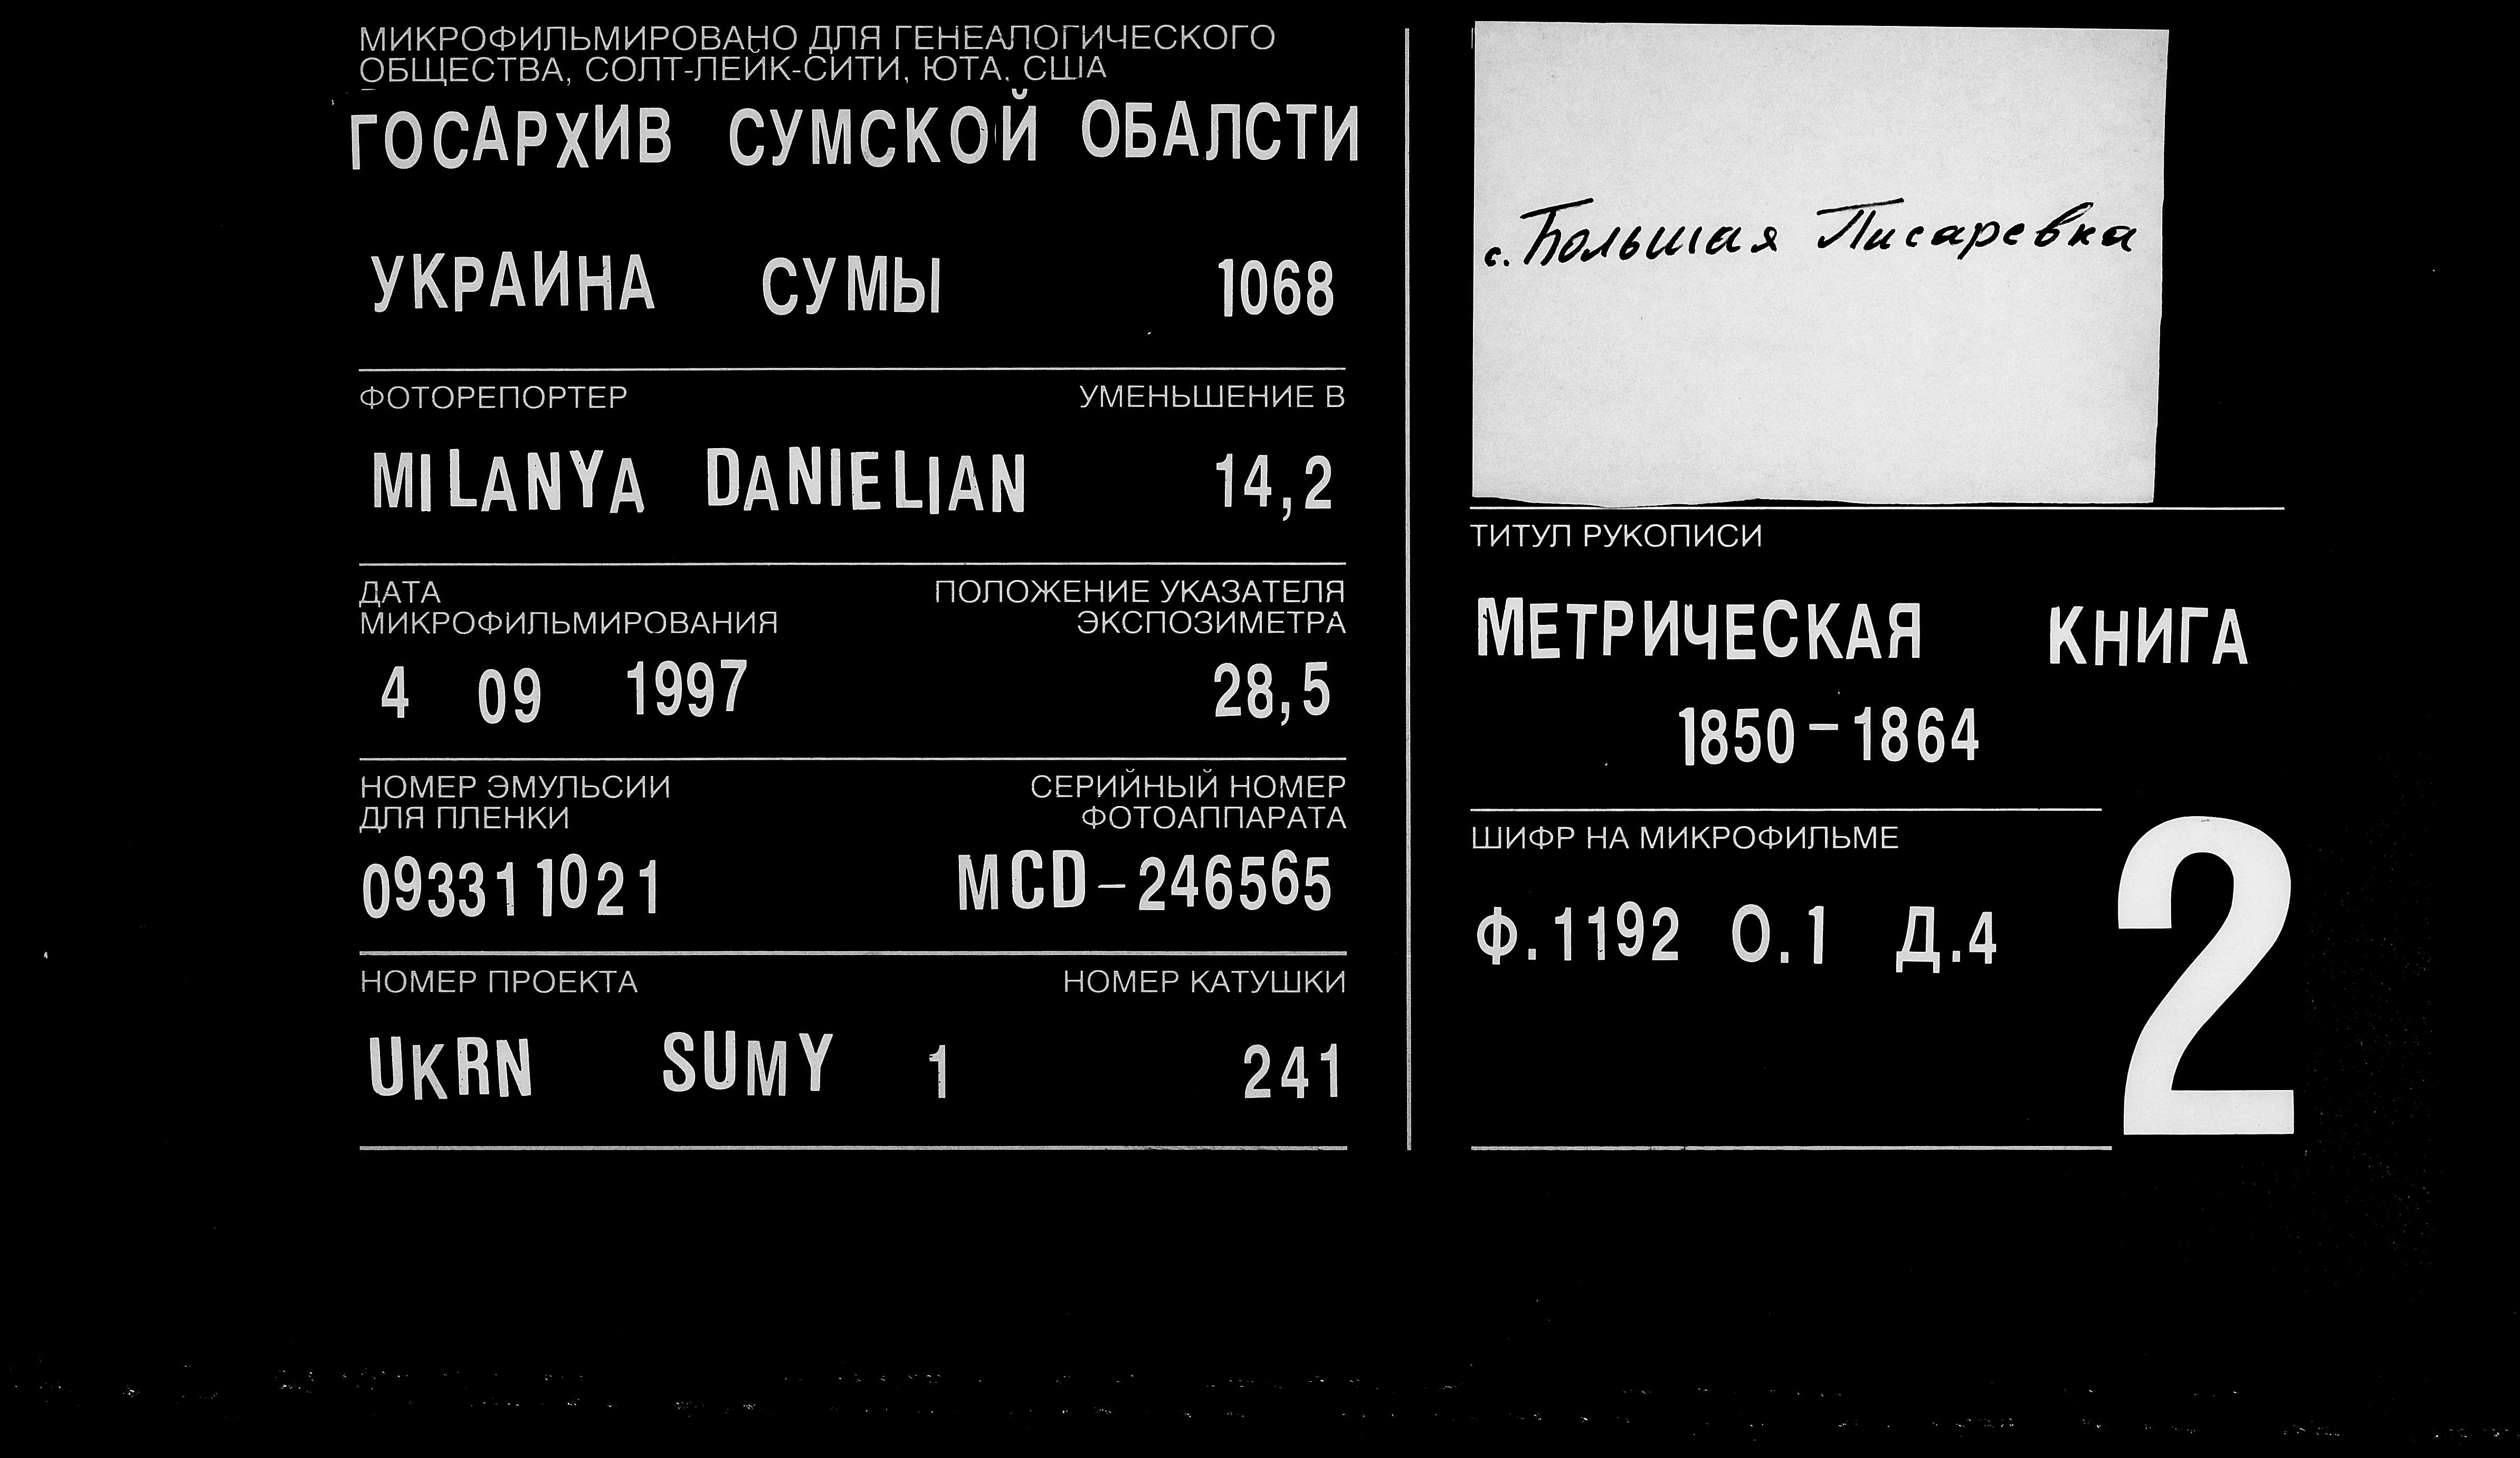 МИКРОФИЛЬМИРОВАНО ДЛЯ ГЕНЕАЛОГИЧЕСКОГО
ОБЩЕСТВА, СОЛТ-ЛЕЙК-СИТИ, ЮТА, США
ГОСАРХИВ СУМСКОЙ ОБАЛСТИ
УКРАИНА СУМЫ 1068
ФОТОРЕПОРТЕР УМЕНЬШЕНИЕ В
MILANYA DANIELIAN 14,2
ДАТА ПОЛОЖЕНИЕ УКАЗАТЕЛЯ
МИКРОФИЛЬМИРОВАНИЯ ЭКСПОЗИМЕТРА
4 09 1997 28,5
НОМЕР ЭМУЛЬСИИ СЕРИЙНЫЙ НОМЕР
ДЛЯ ПЛЕНКИ ФОТОАППАРАТА
093311021 MCD-246565
НОМЕР ПРОЕКТА НОМЕР КАТУШКИ
UKRN SUMY 1 241
с. Большая Писаревка
ТИТУЛ РУКОПИСИ
МЕТРИЧЕСКАЯ КНИГА
1850-1864
ШИФР НА МИКРОФИЛЬМЕ
Ф.1192 О.1 Д.4
2